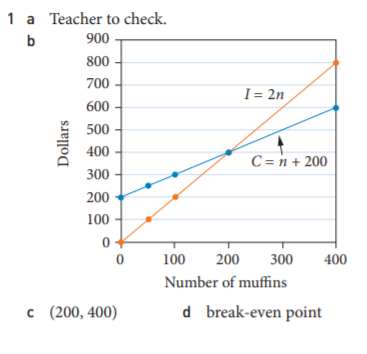 1 a Teacher to check.
b
900
800
700
600
500
400
300
200
100
0
Dollars
I = 2n
C = n + 200
0 100 200 300 400
Number of muffins
c (200, 400) d break-even point